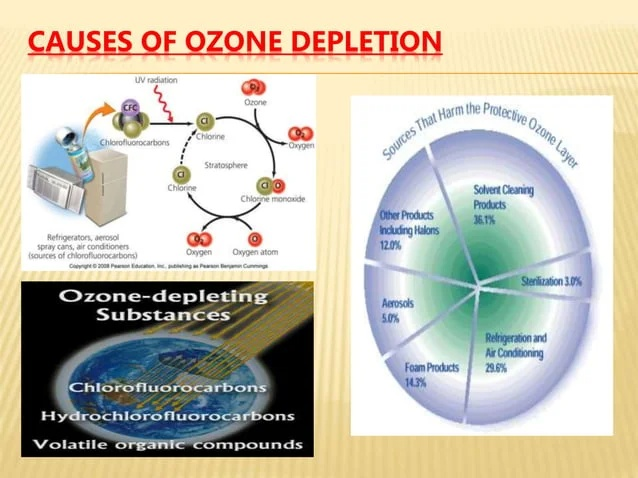 CAUSES OF OZONE DEPLETION
UV radiation
O₃
Ozone
CFC
Cl
Chlorine
Chlorofluorocarbons
O₂
Oxygen
Stratosphere
Cl
Chlorine
Cl O
Chlorine monoxide
O₂
Oxygen
O
Oxygen atom
Refrigerators, aerosol
spray cans, air conditioners
(sources of chlorofluorocarbons)
Copyright © 2008 Pearson Education, Inc., publishing as Pearson Benjamin Cummings
Ozone-depleting
Substances
Chlorofluorocarbons
Hydrochlorofluorocarbons
Volatile organic compounds
Sources That Harm the Protective Ozone Layer
Solvent Cleaning
Products
36.1%
Other Products
Including Halons
12.0%
Sterilization 3.0%
Aerosols
5.0%
Refrigeration and
Air Conditioning
29.6%
Foam Products
14.3%